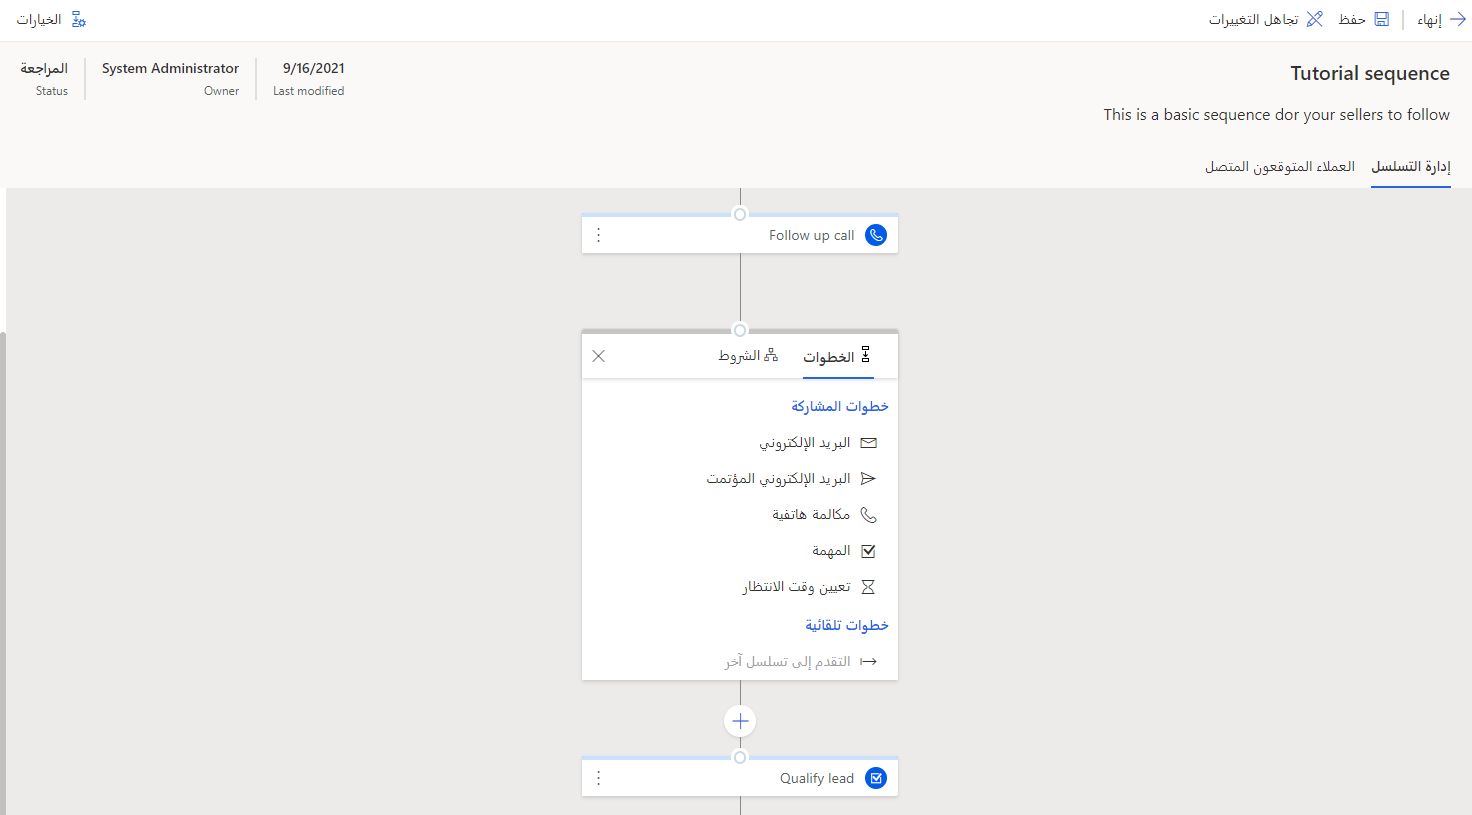 إنهاء
حفظ
تجاهل التغييرات
الخيارات
Tutorial sequence
This is a basic sequence dor your sellers to follow
9/16/2021
Last modified
System Administrator
Owner
المراجعة
Status
إدارة التسلسل
العملاء المتوقعون المتصل
Follow up call
الخطوات
الشروط
خطوات المشاركة
البريد الإلكتروني
البريد الإلكتروني المؤتمت
مكالمة هاتفية
المهمة
تعيين وقت الانتظار
خطوات تلقائية
التقدم إلى تسلسل آخر
Qualify lead